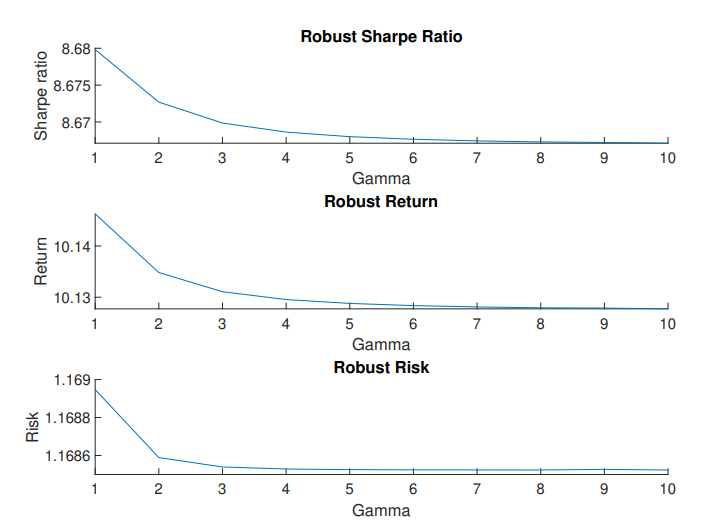 Robust Sharpe Ratio
Sharpe ratio
8.68
8.675
8.67
1 2 3 4 5 6 7 8 9 10
Gamma
Robust Return
Return
10.14
10.13
1 2 3 4 5 6 7 8 9 10
Gamma
Robust Risk
Risk
1.169
1.1688
1.1686
1 2 3 4 5 6 7 8 9 10
Gamma